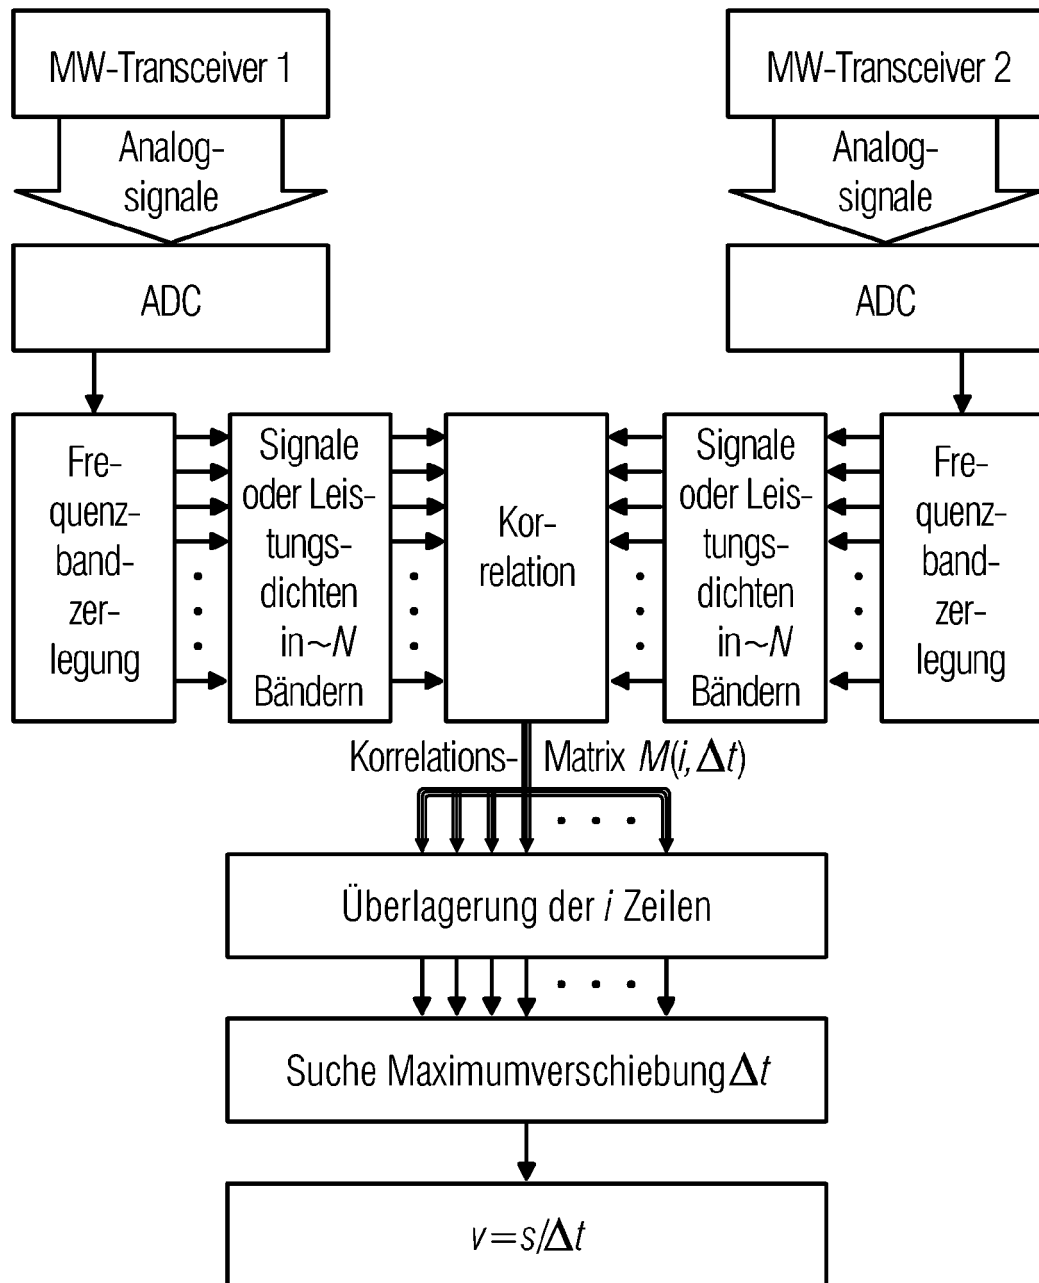 MW-Transceiver 1
Analog-
signale
ADC
MW-Transceiver 2
Analog-
signale
ADC
Fre-
quenz-
band-
zer-
legung
Signale
oder Leis-
tungs-
dichten
in~N
Bändern
Kor-
relation
Signale
oder Leis-
tungs-
dichten
in~N
Bändern
Fre-
quenz-
band-
zer-
legung
Korrelations- Matrix M(i, Δt)
Überlagerung der i Zeilen
Suche Maximumverschiebung Δt
v=s/Δt